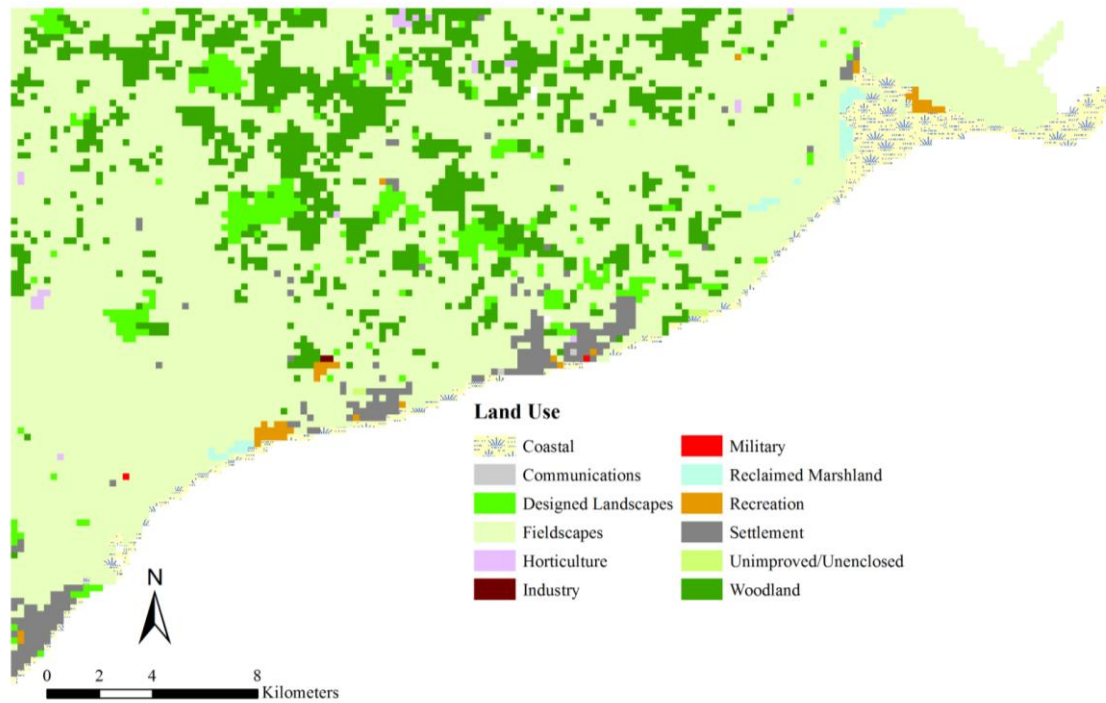 Land Use
Coastal
Communications
Designed Landscapes
Fieldscapes
Horticulture
Industry
Military
Reclaimed Marshland
Recreation
Settlement
Unimproved/Unenclosed
Woodland
N
0 2 4 8
Kilometers